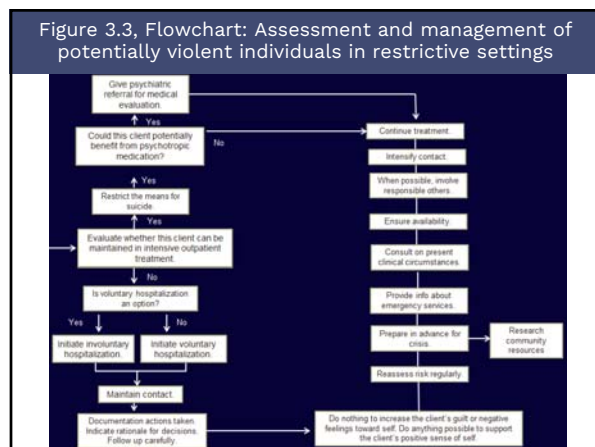 Figure 3.3, Flowchart: Assessment and management of
potentially violent individuals in restrictive settings
Give psychiatric
referral for medical
evaluation.
Yes
Could this client potentially
benefit from psychotropic
medication?
No
Yes
Restrict the means for
suicide.
Yes
Evaluate whether this client can be
maintained in intensive outpatient
treatment.
No
Is voluntary hospitalization
an option?
Yes
No
Initiate involuntary
hospitalization.
Initiate voluntary
hospitalization.
Maintain contact.
Documentation actions taken.
Indicate rationale for decisions.
Follow up carefully.
Continue treatment.
Intensify contact.
When possible, involve
responsible others.
Ensure availability.
Consult on present
clinical circumstances.
Provide info about
emergency services.
Prepare in advance for
crisis.
Research
community
resources
Reassess risk regularly.
Do nothing to increase the client's guilt or negative
feelings toward self. Do anything possible to support
the client's positive sense of self.